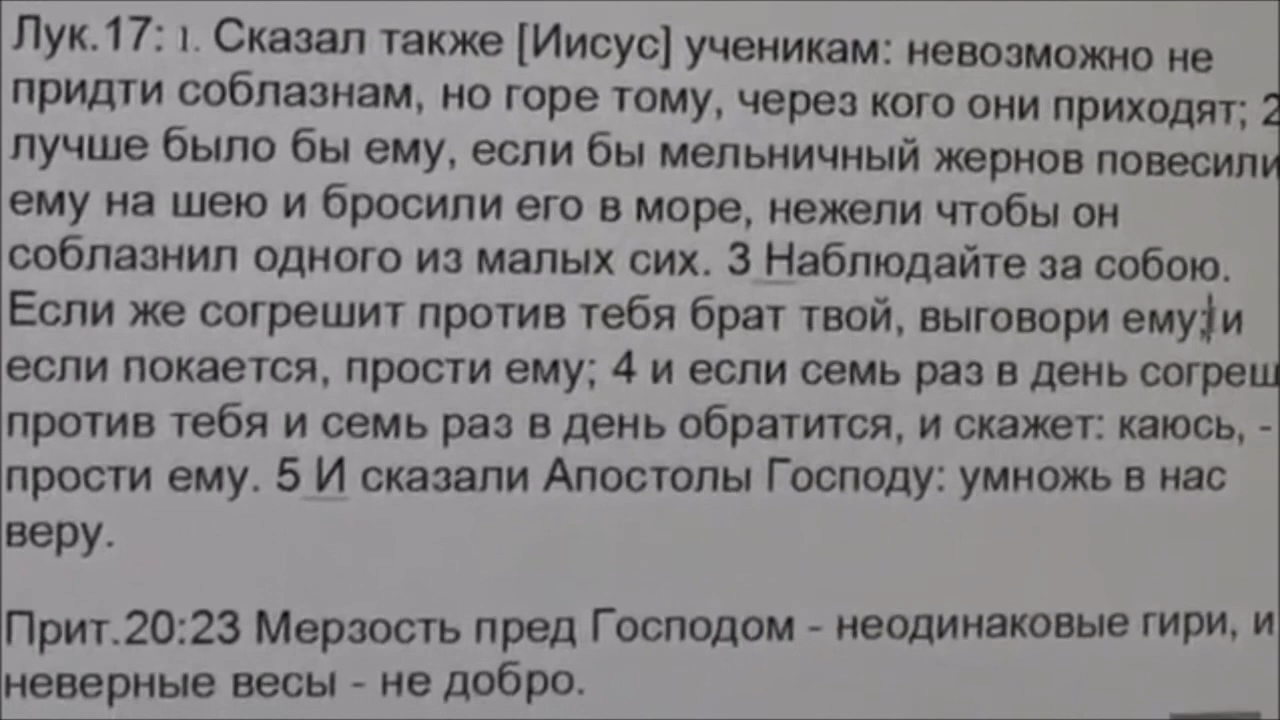 Лук.17: 1. Сказал также [Иисус] ученикам: невозможно не
придти соблазнам, но горе тому, через кого они приходят; 2
лучше было бы ему, если бы мельничный жернов повесили
ему на шею и бросили его в море, нежели чтобы он
соблазнил одного из малых сих. 3 Наблюдайте за собою.
Если же согрешит против тебя брат твой, выговори ему; и
если покается, прости ему; 4 и если семь раз в день согреш
против тебя и семь раз в день обратится, и скажет: каюсь, -
прости ему. 5 И сказали Апостолы Господу: умножь в нас
веру.
Прит.20:23 Мерзость пред Господом - неодинаковые гири, и
неверные весы - не добро.